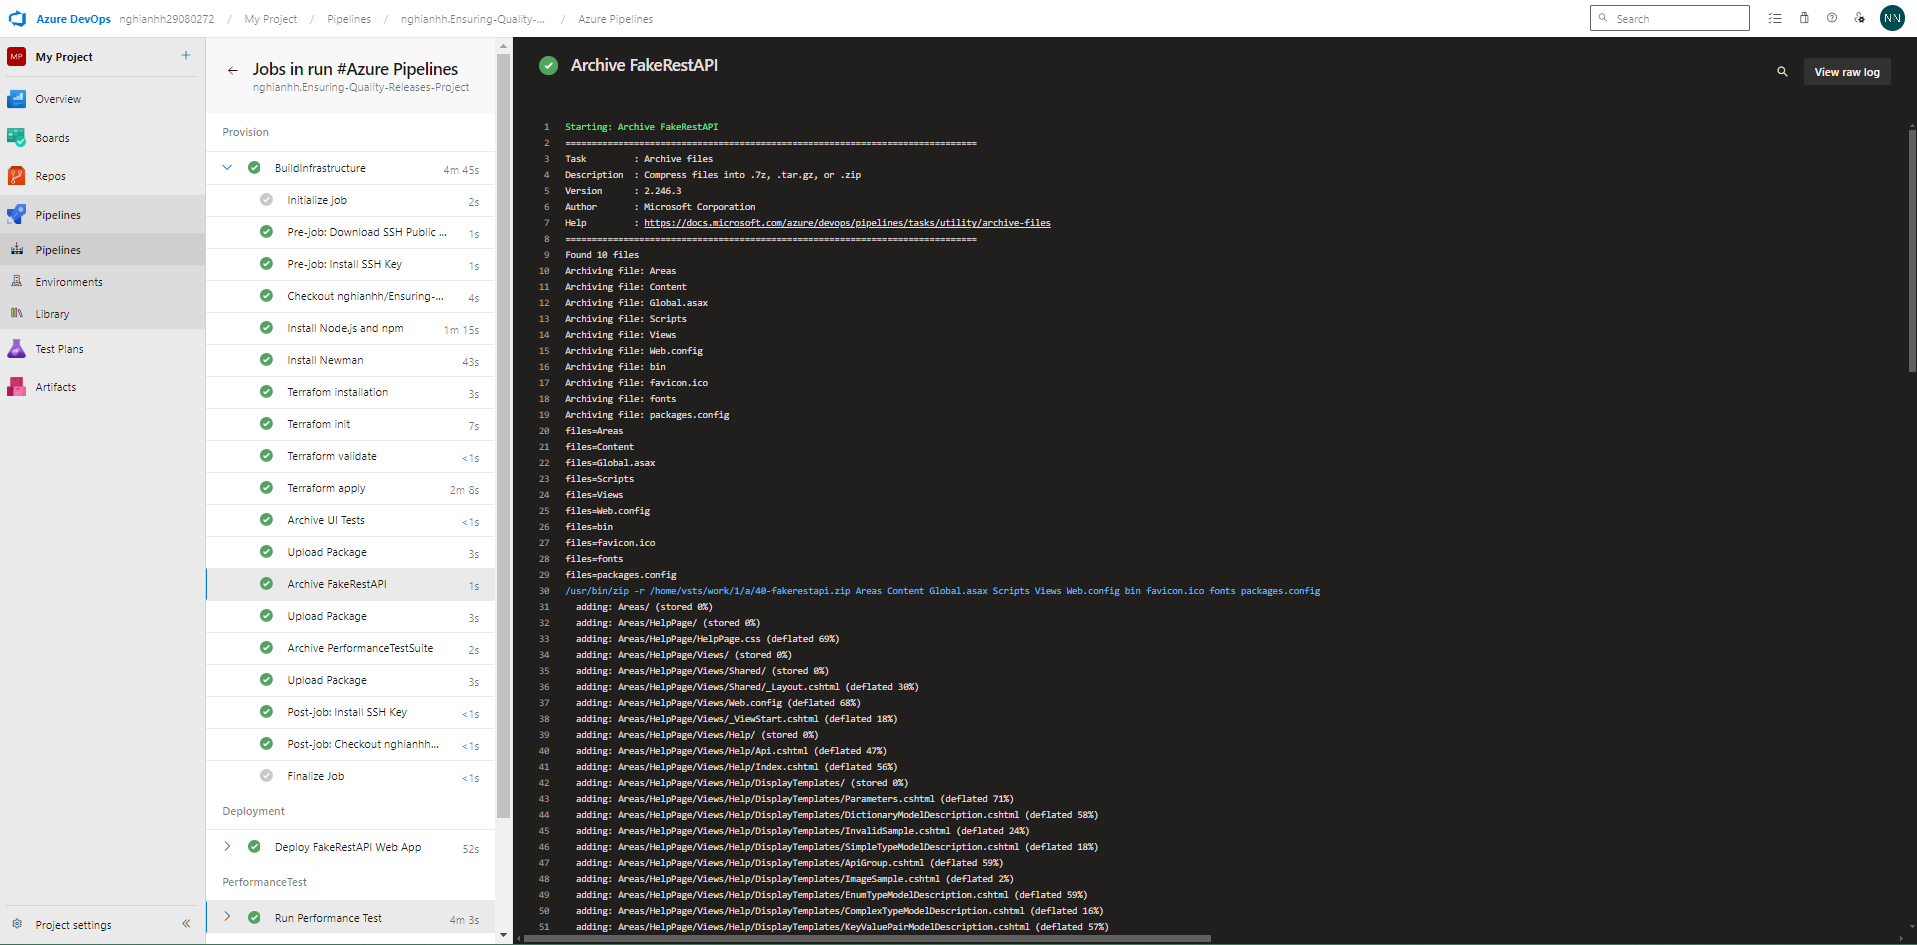 Azure DevOps nghianhh29080272 / My Project / Pipelines / nghianhh.Ensuring-Quality-... / Azure Pipelines
Search
NN
MP My Project +
Overview
Boards
Repos
Pipelines
Pipelines
Environments
Library
Test Plans
Artifacts
Project settings
Jobs in run #Azure Pipelines
nghianhh.Ensuring-Quality-Releases-Project
Provision
BuildInfrastructure 4m 45s
Initialize job 2s
Pre-job: Download SSH Public ... 1s
Pre-job: Install SSH Key 1s
Checkout nghianhh/Ensuring-... 4s
Install Node.js and npm 1m 15s
Install Newman 43s
Terrafom installation 3s
Terrafom init 7s
Terraform validate <1s
Terraform apply 2m 8s
Archive UI Tests <1s
Upload Package 3s
Archive FakeRestAPI 1s
Upload Package 3s
Archive PerformanceTestSuite 2s
Upload Package 3s
Post-job: Install SSH Key <1s
Post-job: Checkout nghianhh... <1s
Finalize Job <1s
Deployment
Deploy FakeRestAPI Web App 52s
PerformanceTest
Run Performance Test 4m 3s
Archive FakeRestAPI
View raw log
1 Starting: Archive FakeRestAPI
2 ==============================================================================
3 Task : Archive files
4 Description : Compress files into .7z, .tar.gz, or .zip
5 Version : 2.246.3
6 Author : Microsoft Corporation
7 Help : https://docs.microsoft.com/azure/devops/pipelines/tasks/utility/archive-files
8 ==============================================================================
9 Found 10 files
10 Archiving file: Areas
11 Archiving file: Content
12 Archiving file: Global.asax
13 Archiving file: Scripts
14 Archiving file: Views
15 Archiving file: Web.config
16 Archiving file: bin
17 Archiving file: favicon.ico
18 Archiving file: fonts
19 Archiving file: packages.config
20 files=Areas
21 files=Content
22 files=Global.asax
23 files=Scripts
24 files=Views
25 files=Web.config
26 files=bin
27 files=favicon.ico
28 files=fonts
29 files=packages.config
30 /usr/bin/zip -r /home/vsts/work/1/a/40-fakerestapi.zip Areas Content Global.asax Scripts Views Web.config bin favicon.ico fonts packages.config
31 adding: Areas/ (stored 0%)
32 adding: Areas/HelpPage/ (stored 0%)
33 adding: Areas/HelpPage/HelpPage.css (deflated 69%)
34 adding: Areas/HelpPage/Views/ (stored 0%)
35 adding: Areas/HelpPage/Views/Shared/ (stored 0%)
36 adding: Areas/HelpPage/Views/Shared/_Layout.cshtml (deflated 30%)
37 adding: Areas/HelpPage/Views/Web.config (deflated 68%)
38 adding: Areas/HelpPage/Views/_ViewStart.cshtml (deflated 18%)
39 adding: Areas/HelpPage/Views/Help/ (stored 0%)
40 adding: Areas/HelpPage/Views/Help/Api.cshtml (deflated 47%)
41 adding: Areas/HelpPage/Views/Help/Index.cshtml (deflated 56%)
42 adding: Areas/HelpPage/Views/Help/DisplayTemplates/ (stored 0%)
43 adding: Areas/HelpPage/Views/Help/DisplayTemplates/Parameters.cshtml (deflated 71%)
44 adding: Areas/HelpPage/Views/Help/DisplayTemplates/DictionaryModelDescription.cshtml (deflated 58%)
45 adding: Areas/HelpPage/Views/Help/DisplayTemplates/InvalidSample.cshtml (deflated 24%)
46 adding: Areas/HelpPage/Views/Help/DisplayTemplates/SimpleTypeModelDescription.cshtml (deflated 18%)
47 adding: Areas/HelpPage/Views/Help/DisplayTemplates/ApiGroup.cshtml (deflated 59%)
48 adding: Areas/HelpPage/Views/Help/DisplayTemplates/ImageSample.cshtml (deflated 2%)
49 adding: Areas/HelpPage/Views/Help/DisplayTemplates/EnumTypeModelDescription.cshtml (deflated 59%)
50 adding: Areas/HelpPage/Views/Help/DisplayTemplates/ComplexTypeModelDescription.cshtml (deflated 16%)
51 adding: Areas/HelpPage/Views/Help/DisplayTemplates/KeyValuePairModelDescription.cshtml (deflated 57%)